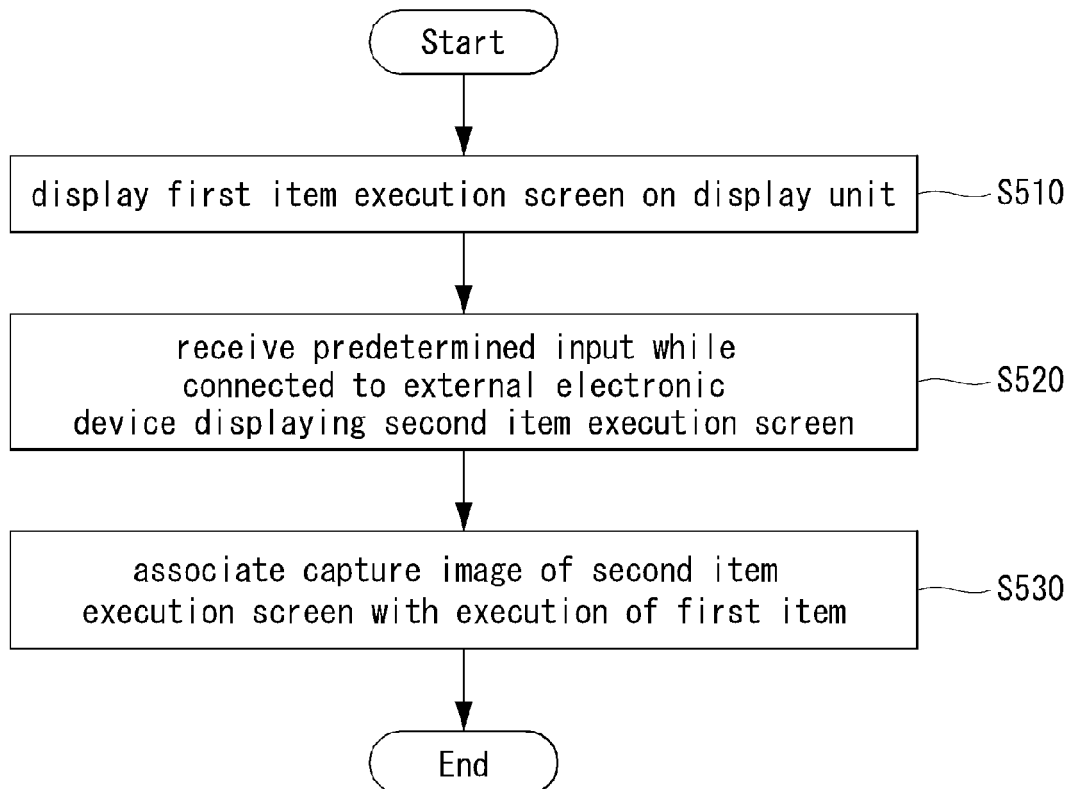 Start
display first item execution screen on display unit
S510
receive predetermined input while
connected to external electronic
device displaying second item execution screen
S520
associate capture image of second item
execution screen with execution of first item
S530
End